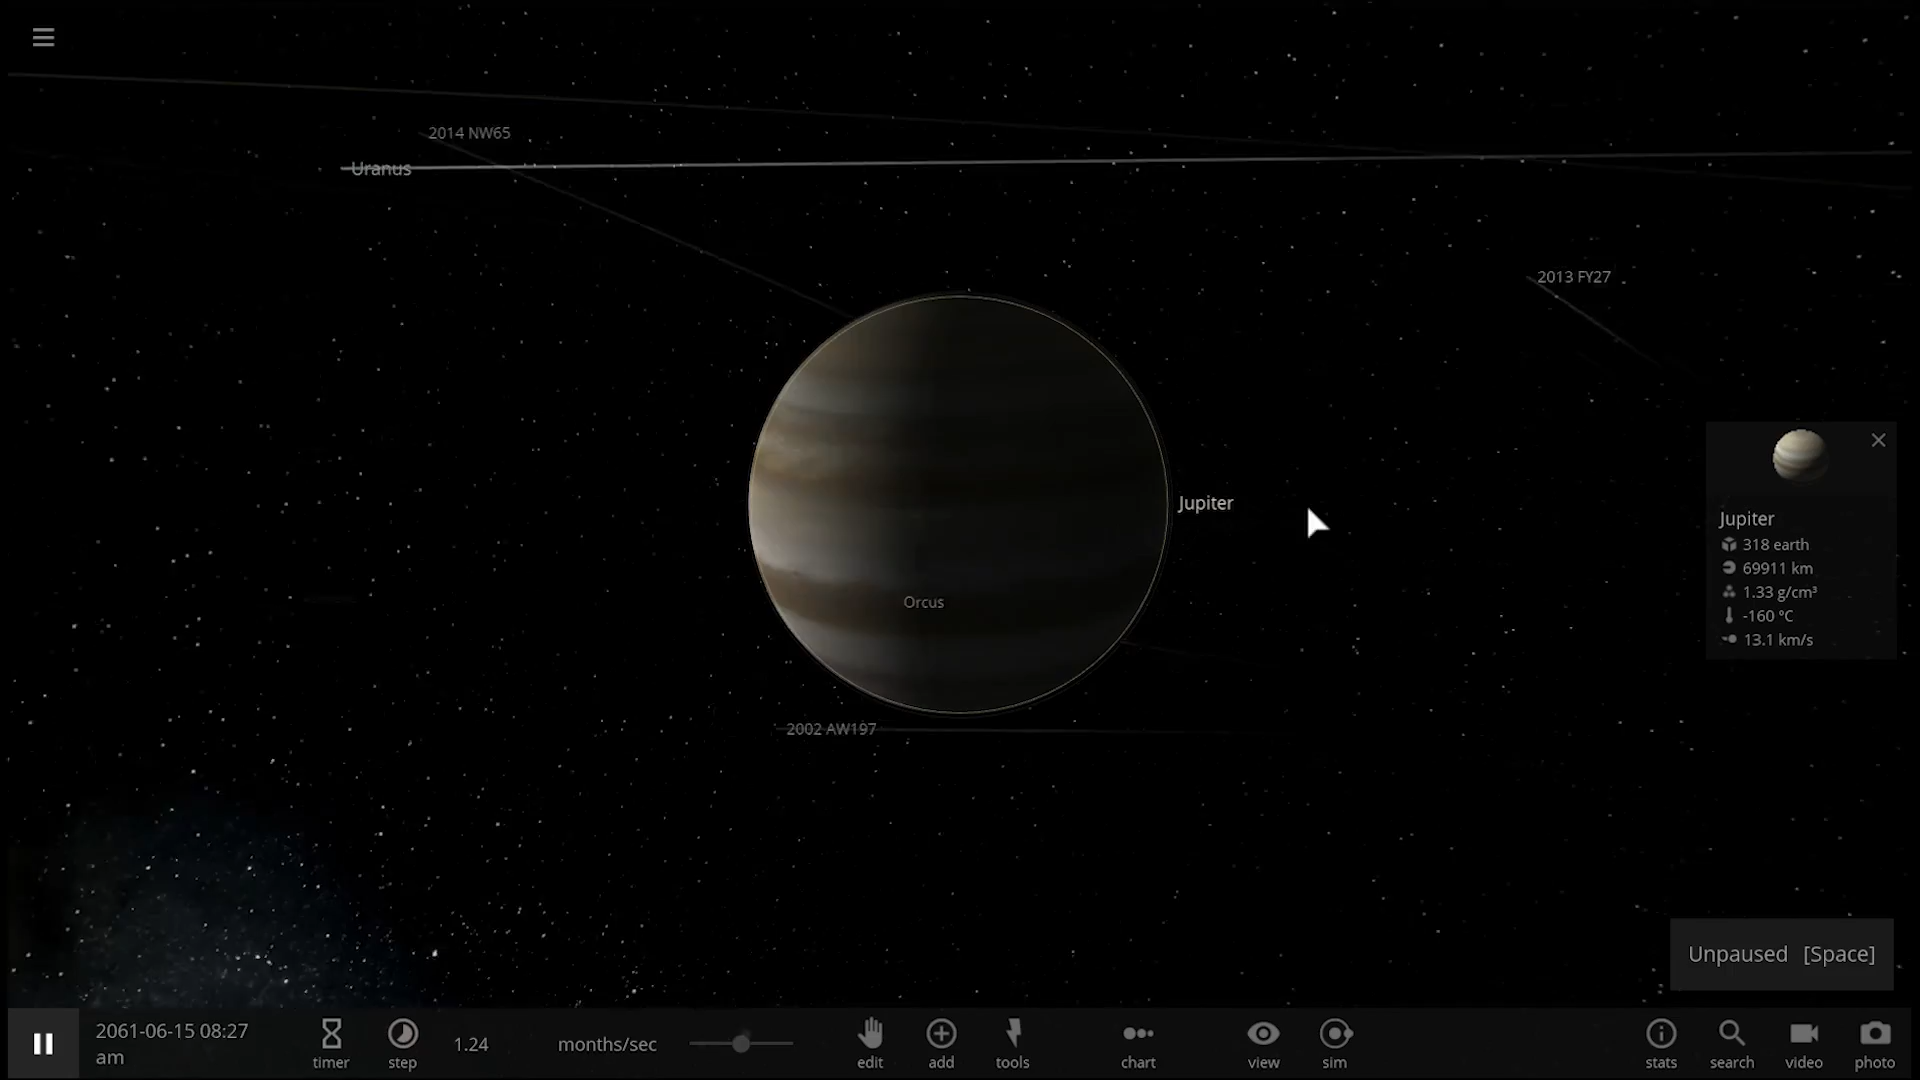 2014 NW65
Uranus
2013 FY27
Jupiter
Orcus
2002 AW197
Jupiter
318 earth
69911 km
1.33 g/cm³
-160 °C
13.1 km/s
Unpaused [Space]
2061-06-15 08:27
am
timer
step
1.24
months/sec
edit
add
tools
chart
view
sim
stats
search
video
photo